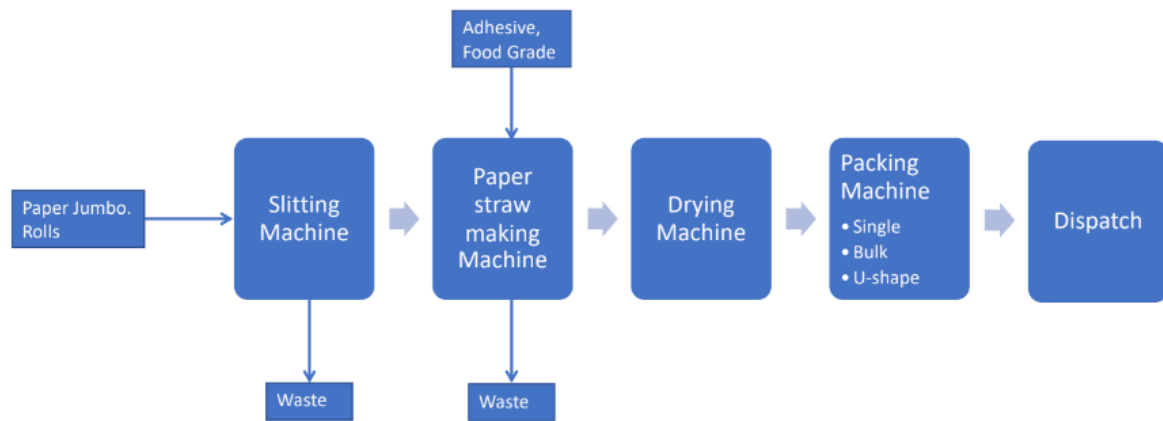 Adhesive,
Food Grade
Paper Jumbo.
Rolls
Slitting
Machine
Paper
straw
making
Machine
Drying
Machine
Packing
Machine
• Single
• Bulk
• U-shape
Dispatch
Waste
Waste